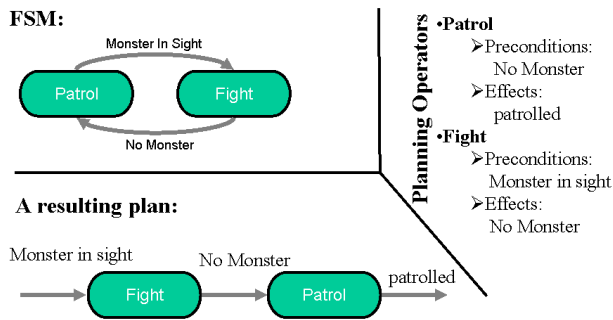 FSM:
Monster In Sight
Patrol
Fight
No Monster
Planning Operators
•Patrol
➢Preconditions:
No Monster
➢Effects:
patrolled
•Fight
➢Preconditions:
Monster in sight
➢Effects:
No Monster
A resulting plan:
Monster in sight
No Monster
patrolled
Fight
Patrol